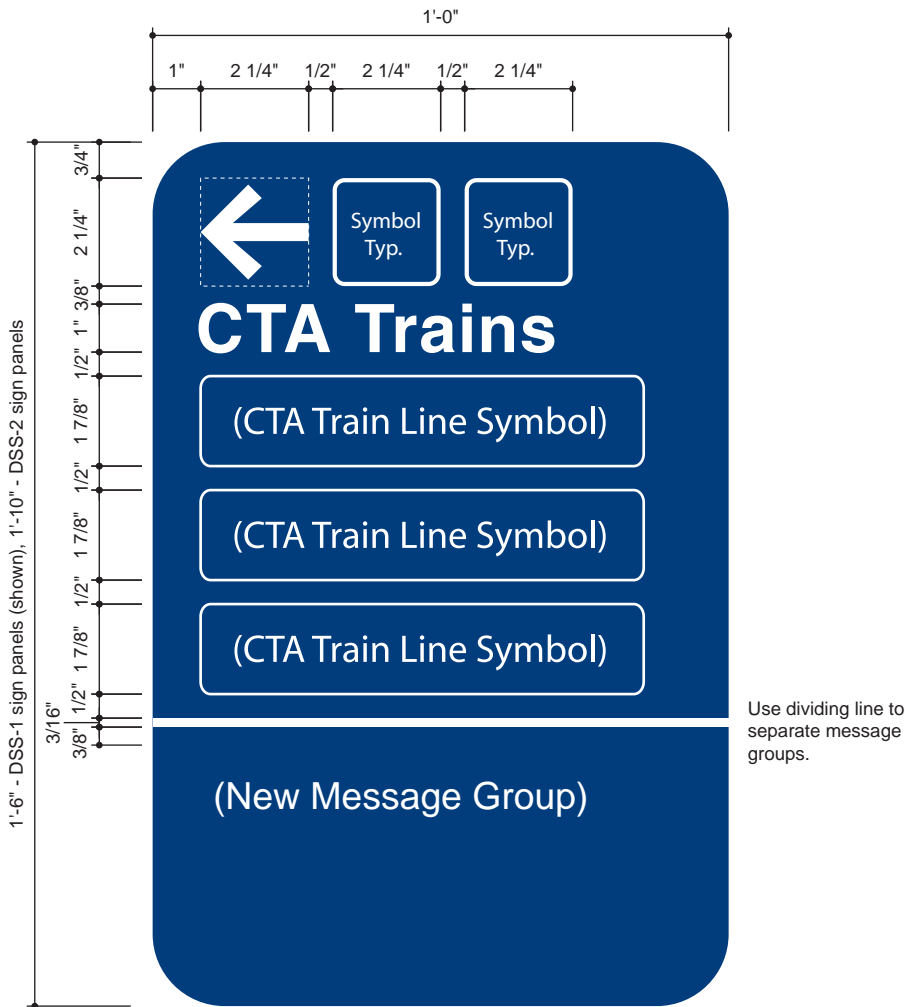 1'-0"
1" 2 1/4" 1/2" 2 1/4" 1/2" 2 1/4"
1'-6" - DSS-1 sign panels (shown), 1'-10" - DSS-2 sign panels
3/4"
2 1/4"
3/8"
1"
1/2"
1 7/8"
1/2"
1 7/8"
1/2"
1 7/8"
1/2"
3/16"
3/8"
Symbol
Typ.
Symbol
Typ.
CTA Trains
(CTA Train Line Symbol)
(CTA Train Line Symbol)
(CTA Train Line Symbol)
(New Message Group)
Use dividing line to
separate message
groups.